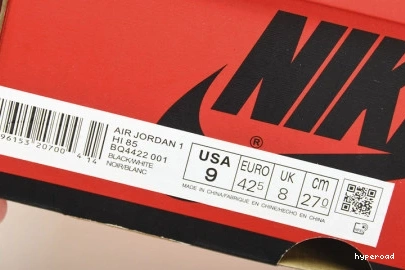 NIK
®
AIR JORDAN 1
HI 85
BQ4422 001
BLACK/WHITE
NOIR/BLANC
96153 20700 4 14
USA 9
EURO 42.5
UK 8
cm 27.0
MADE IN CHINA/FABRIQUE EN CHINE/HECHO EN CHINA
hyperoad